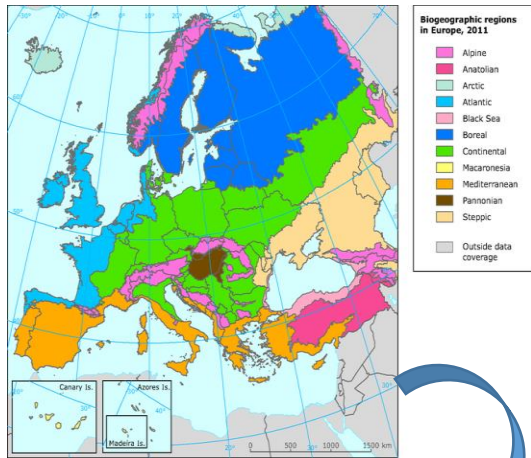 Biogeographic regions
in Europe, 2011
Alpine
Anatolian
Arctic
Atlantic
Black Sea
Boreal
Continental
Macaronesia
Mediterranean
Pannonian
Steppic
Outside data
coverage
Canary Is.
Azores Is.
Madeira Is.
0 500 1000 1500 km